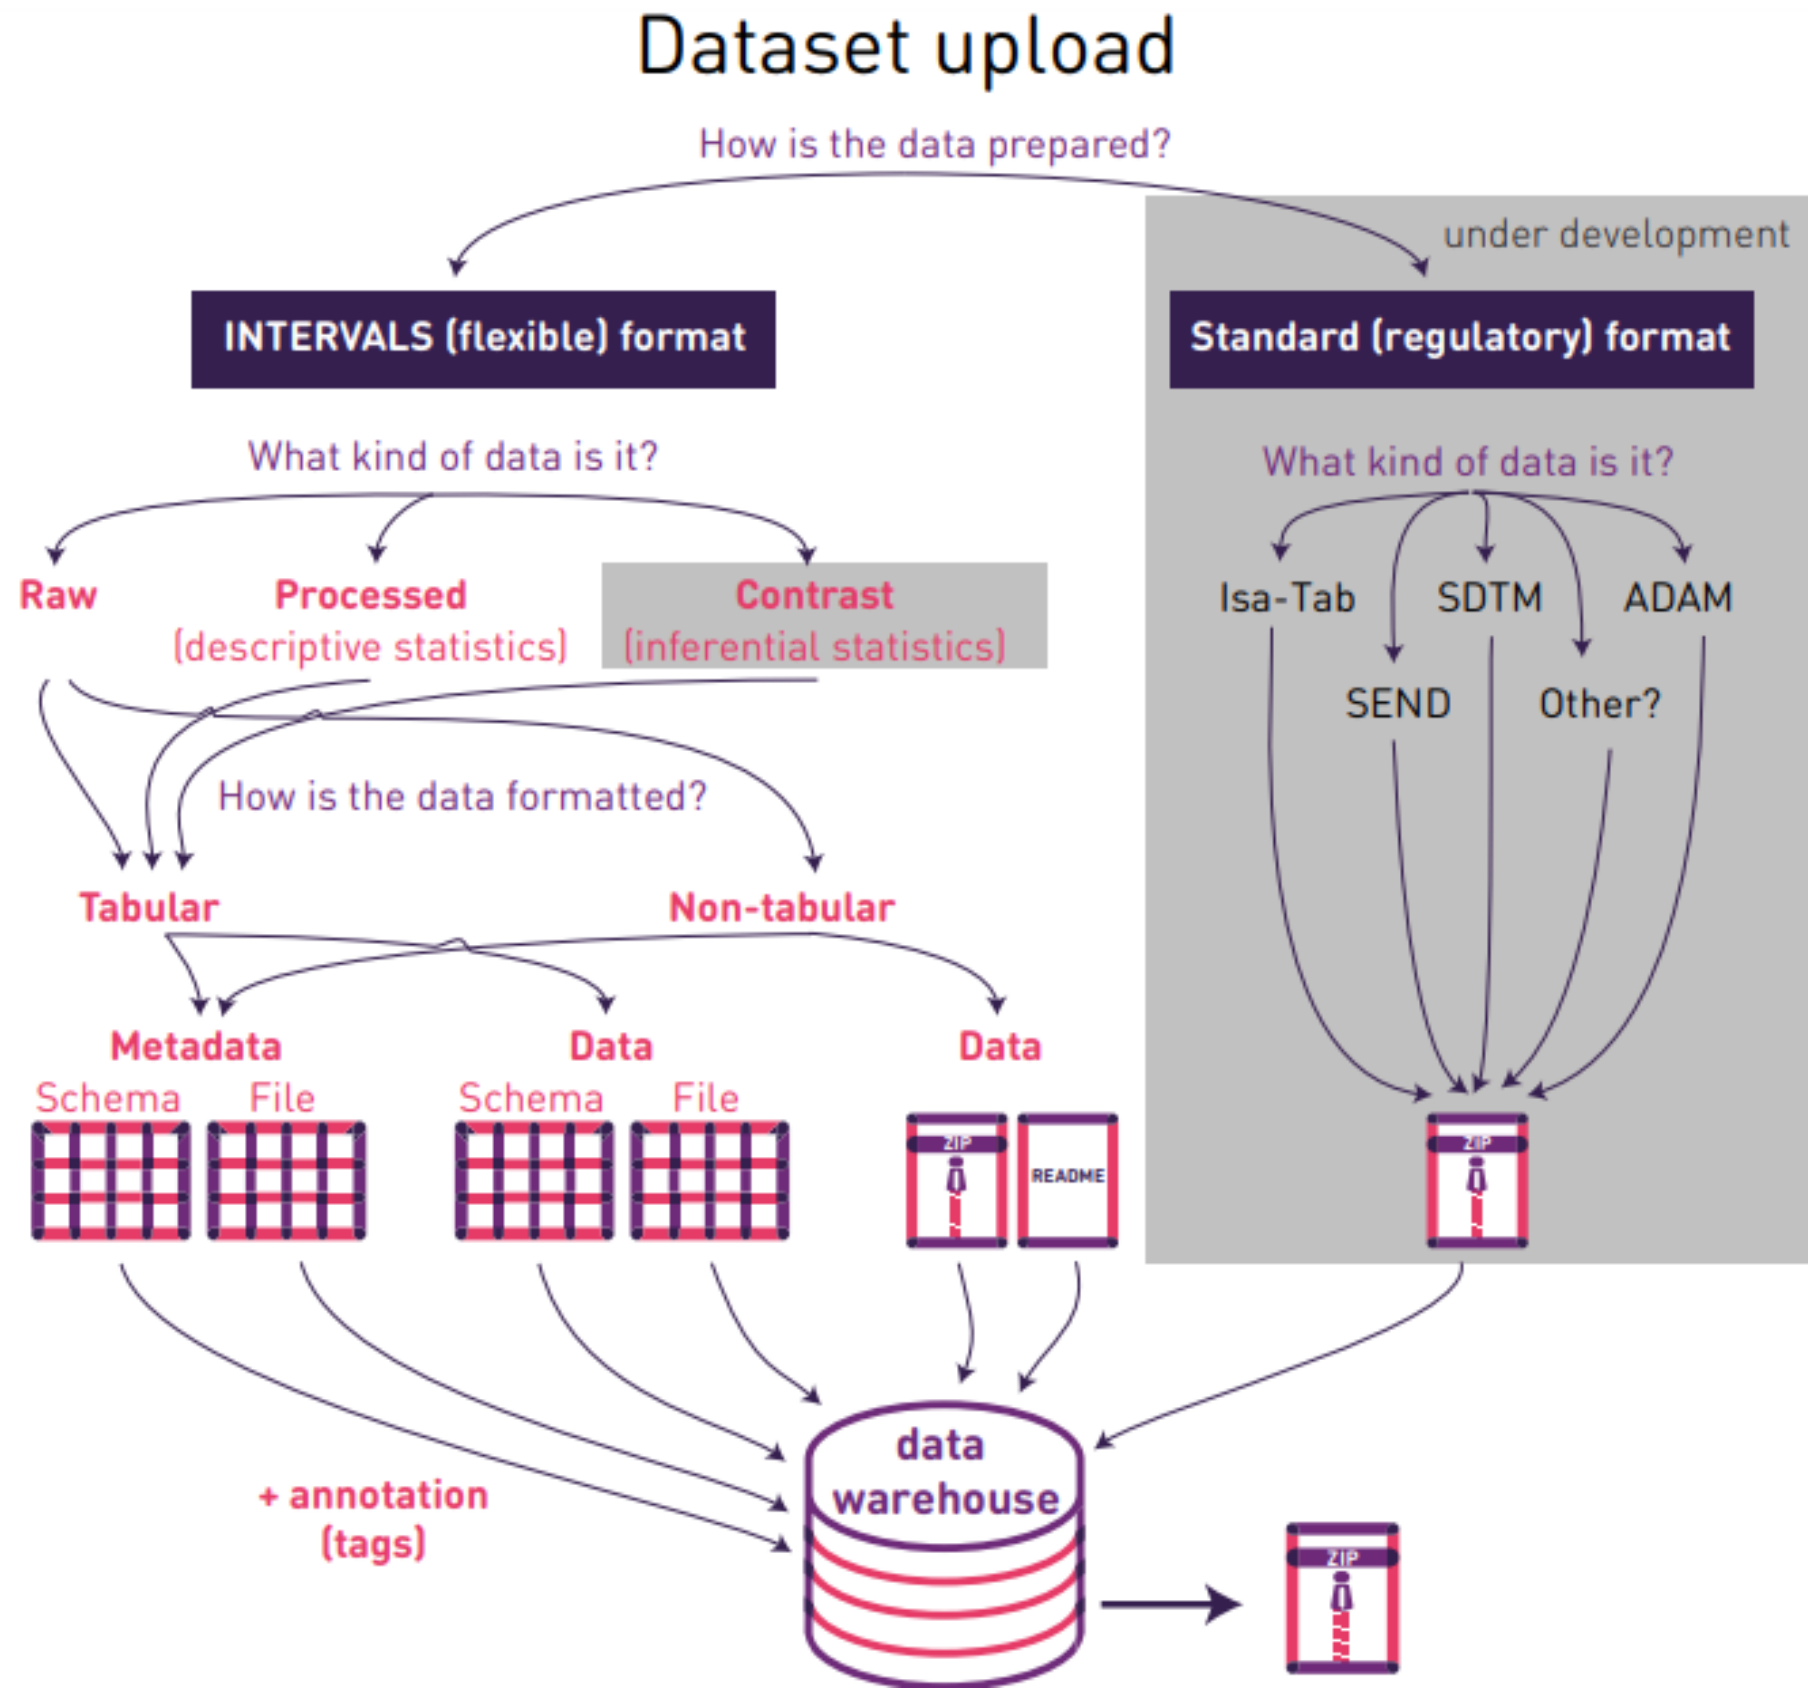 Dataset upload
How is the data prepared?
under development
INTERVALS (flexible) format
Standard (regulatory) format
What kind of data is it?
What kind of data is it?
Raw
Processed
(descriptive statistics)
Contrast
(inferential statistics)
Isa-Tab
SDTM
ADAM
SEND
Other?
How is the data formatted?
Tabular
Non-tabular
Metadata
Data
Data
Schema
File
Schema
File
ZIP
README
ZIP
data
warehouse
+ annotation
(tags)
ZIP